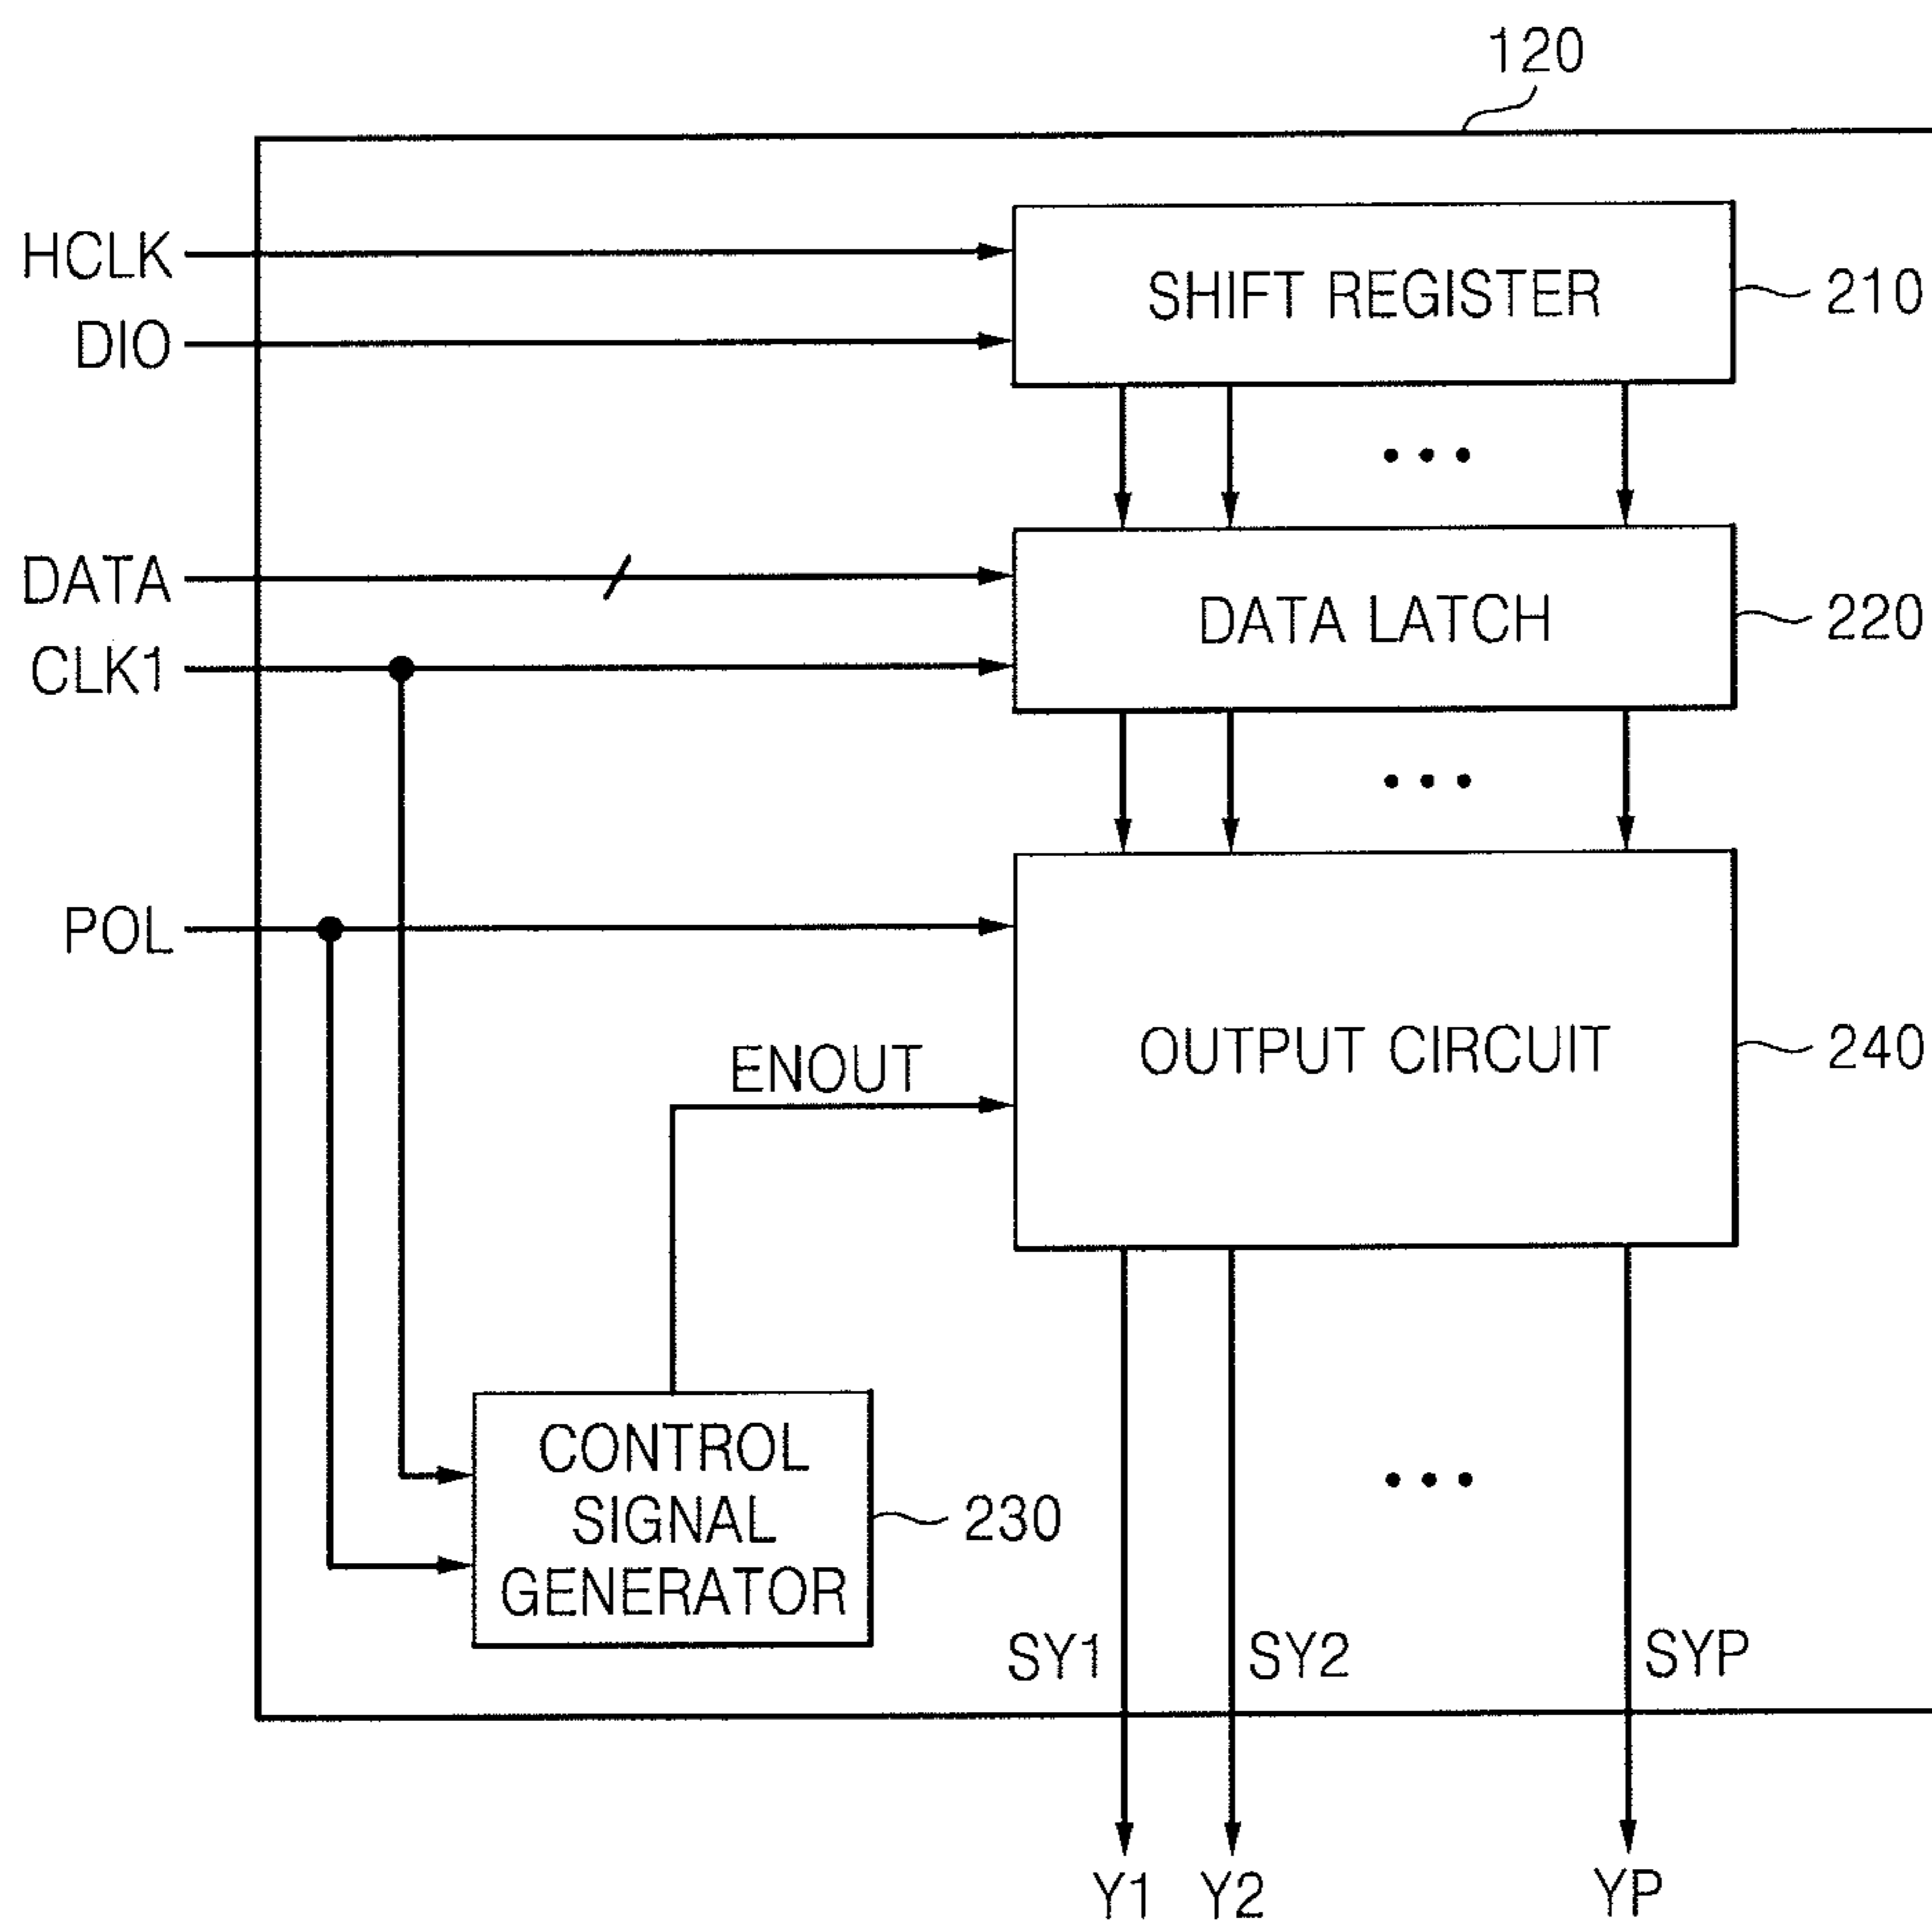 120
HCLK
SHIFT REGISTER
210
DIO
DATA
DATA LATCH
220
CLK1
POL
OUTPUT CIRCUIT
240
ENOUT
CONTROL
SIGNAL
GENERATOR
230
SY1
SY2
SYP
Y1
Y2
YP